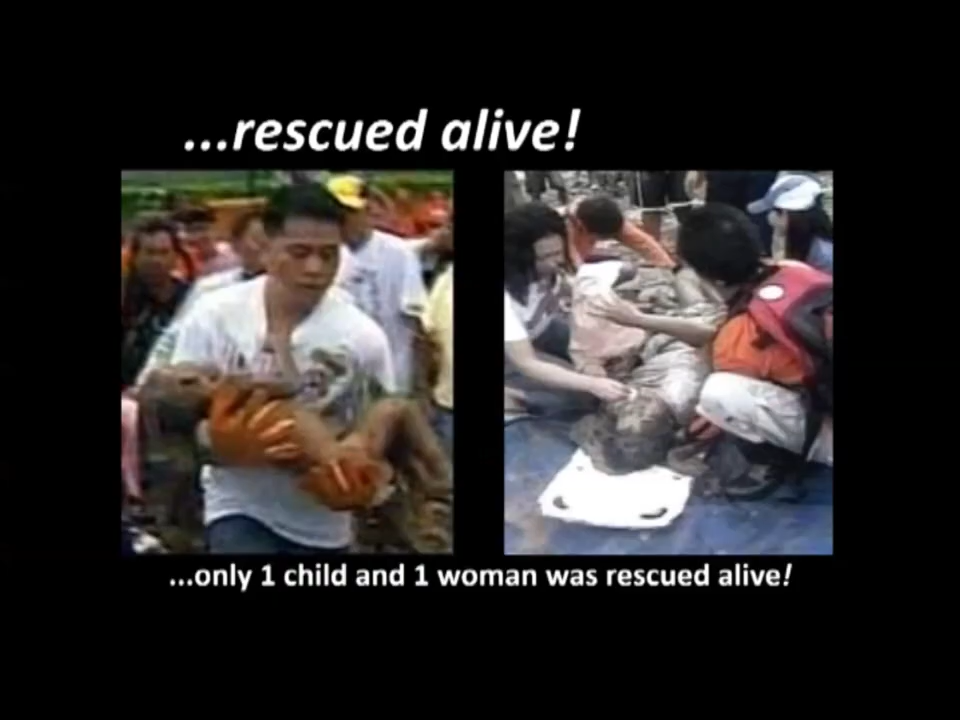 ...rescued alive!
...only 1 child and 1 woman was rescued alive!